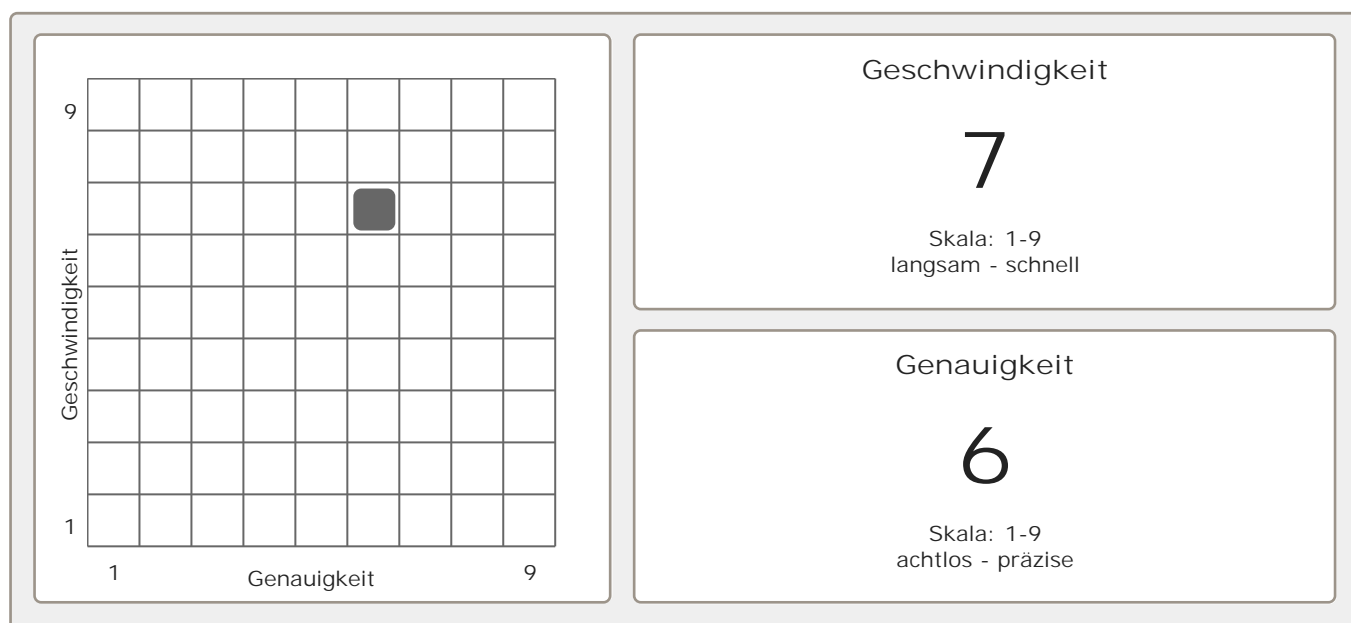 9
Geschwindigkeit
1
1
Genauigkeit
9
Geschwindigkeit
7
Skala: 1-9
langsam - schnell
Genauigkeit
6
Skala: 1-9
achtlos - präzise